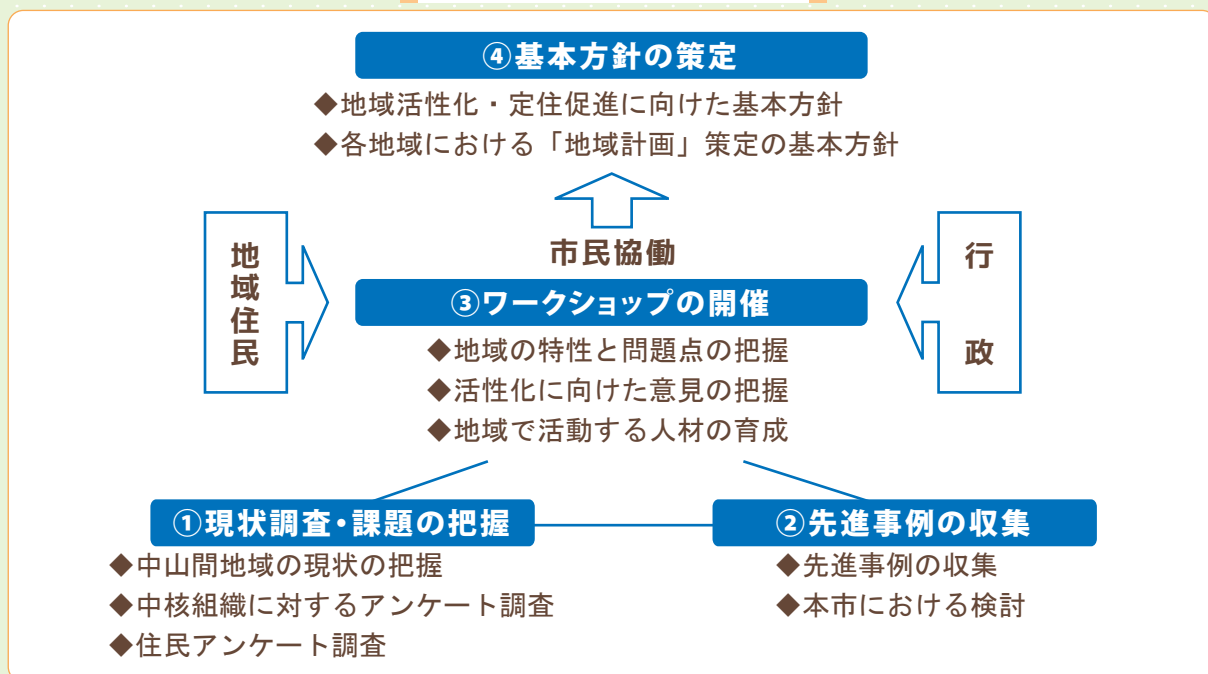 ④基本方針の策定
◆地域活性化・定住促進に向けた基本方針
◆各地域における「地域計画」策定の基本方針
地域住民
市民協働
行政
③ワークショップの開催
◆地域の特性と問題点の把握
◆活性化に向けた意見の把握
◆地域で活動する人材の育成
①現状調査・課題の把握
◆中山間地域の現状の把握
◆中核組織に対するアンケート調査
◆住民アンケート調査
②先進事例の収集
◆先進事例の収集
◆本市における検討